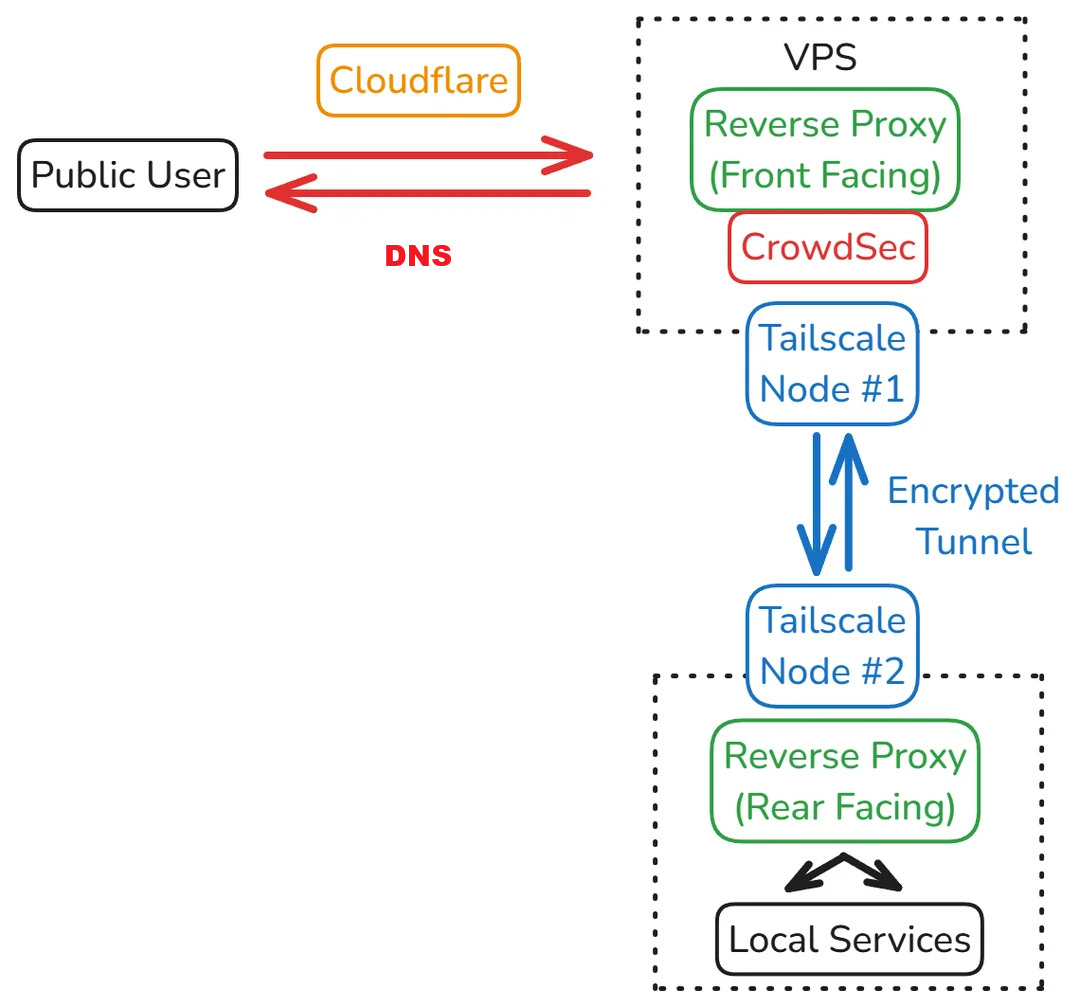 Cloudflare
Public User
DNS
VPS
Reverse Proxy
(Front Facing)
CrowdSec
Tailscale
Node #1
Encrypted
Tunnel
Tailscale
Node #2
Reverse Proxy
(Rear Facing)
Local Services